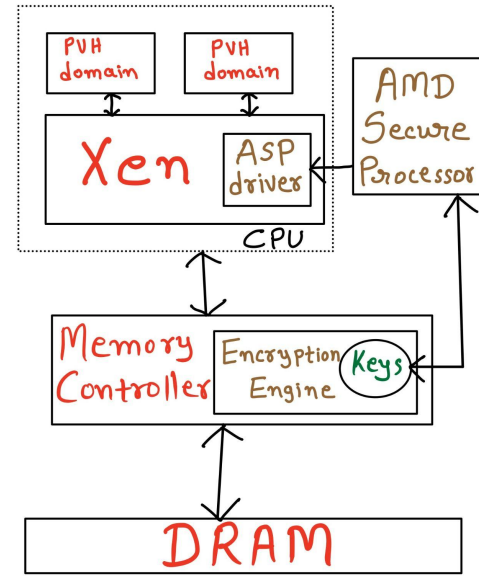 PVH
domain
PVH
domain
Xen
ASP
driver
CPU
AMD
Secure
Processor
Memory
Controller
Encryption
Engine
Keys
DRAM